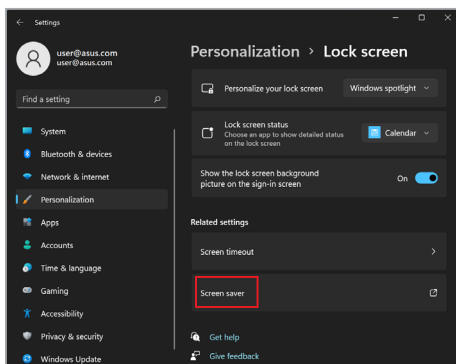 Settings
user@asus.com
user@asus.com
Find a setting
System
Bluetooth & devices
Network & internet
Personalization
Apps
Accounts
Time & language
Gaming
Accessibility
Privacy & security
Windows Update
Personalization › Lock screen
Personalize your lock screen
Windows spotlight
Lock screen status
Choose an app to show detailed status
on the lock screen
Calendar
Show the lock screen background
picture on the sign-in screen
On
Related settings
Screen timeout
Screen saver
Get help
Give feedback